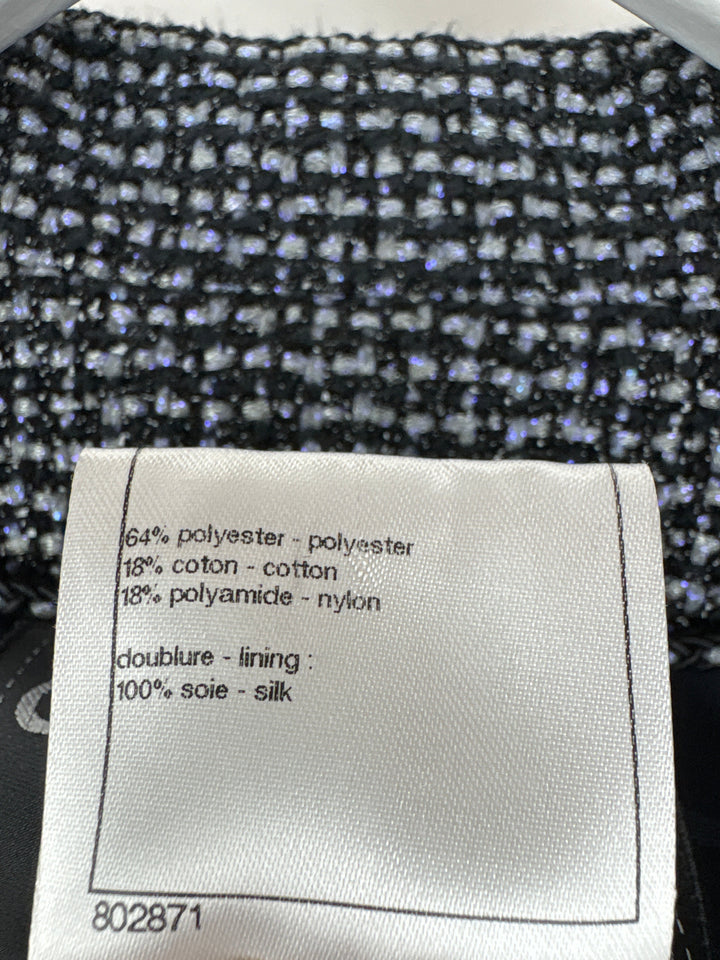 64% polyester - polyester
18% coton - cotton
18% polyamide - nylon
doublure - lining :
100% soie - silk
802871